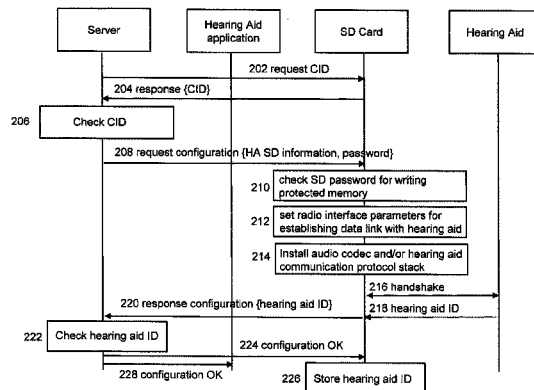 Server
Hearing Aid
application
SD Card
Hearing Aid
202 request CID
204 response {CID}
206
Check CID
208 request configuration {HA SD information, password}
210
check SD password for writing
protected memory
212
set radio interface parameters for
establishing data link with hearing aid
214
Install audio codec and/or hearing aid
communication protocol stack
216 handshake
220 response configuration {hearing aid ID}
218 hearing aid ID
222
Check hearing aid ID
224 configuration OK
228 configuration OK
226
Store hearing aid ID